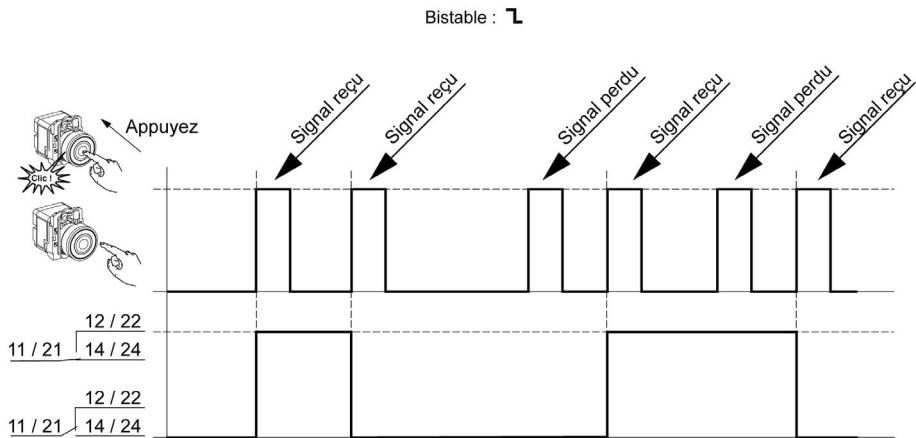 Bistable :
Signal reçu
Signal reçu
Signal perdu
Signal reçu
Signal perdu
Signal reçu
Appuyez
Clic !
12 / 22
11 / 21 14 / 24
12 / 22
11 / 21 14 / 24